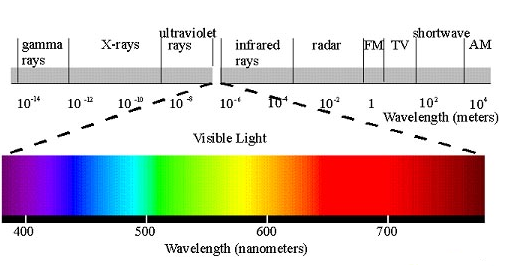 gamma rays
X-rays
ultraviolet rays
infrared rays
radar
FM
TV
shortwave
AM
10⁻¹⁴ 10⁻¹² 10⁻¹⁰ 10⁻⁸ 10⁻⁶ 10⁻⁴ 10⁻² 1 10² 10⁴
Wavelength (meters)
Visible Light
400 500 600 700
Wavelength (nanometers)